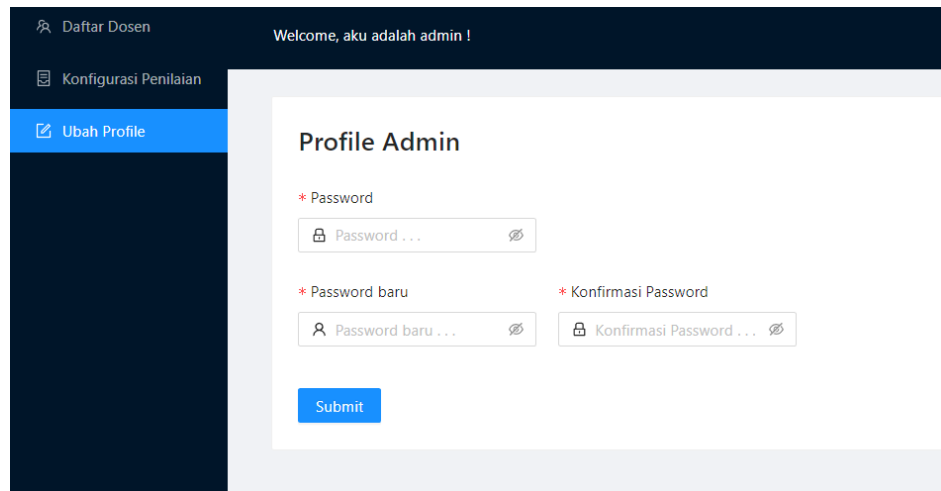 Daftar Dosen
Welcome, aku adalah admin !
Konfigurasi Penilaian
Ubah Profile
Profile Admin
* Password
Password . . .
* Password baru
* Konfirmasi Password
Password baru . . .
Konfirmasi Password . . .
Submit